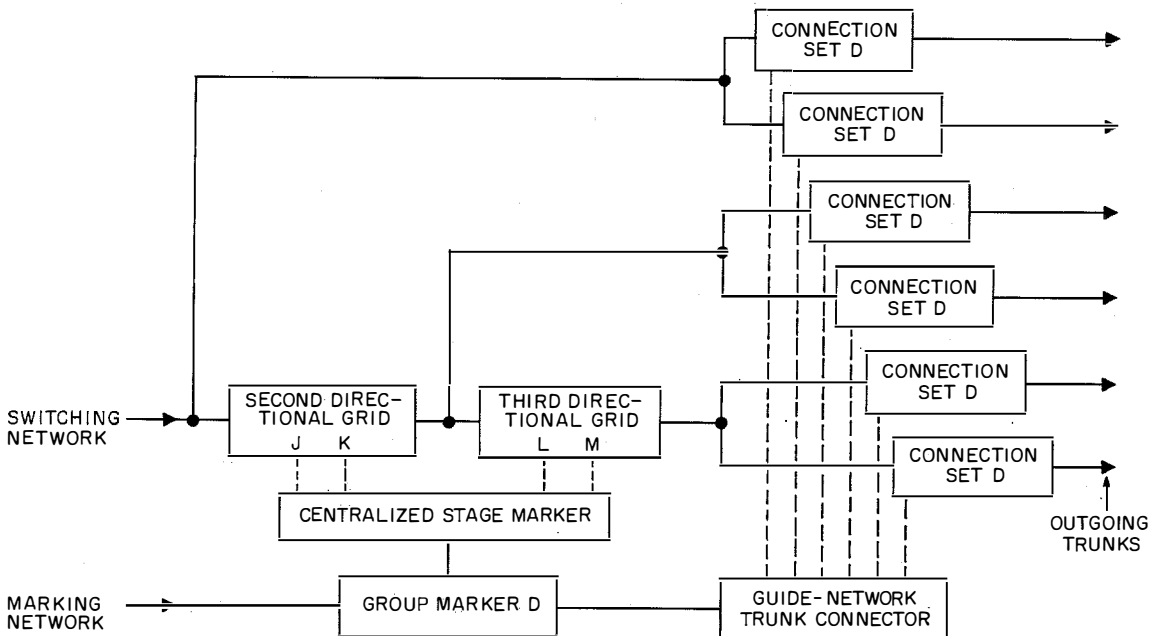 CONNECTION
SET D
CONNECTION
SET D
CONNECTION
SET D
CONNECTION
SET D
CONNECTION
SET D
CONNECTION
SET D
SWITCHING
NETWORK
SECOND DIREC-
TIONAL GRID
J K
THIRD DIREC-
TIONAL GRID
L M
CENTRALIZED STAGE MARKER
OUTGOING
TRUNKS
MARKING
NETWORK
GROUP MARKER D
GUIDE-NETWORK
TRUNK CONNECTOR